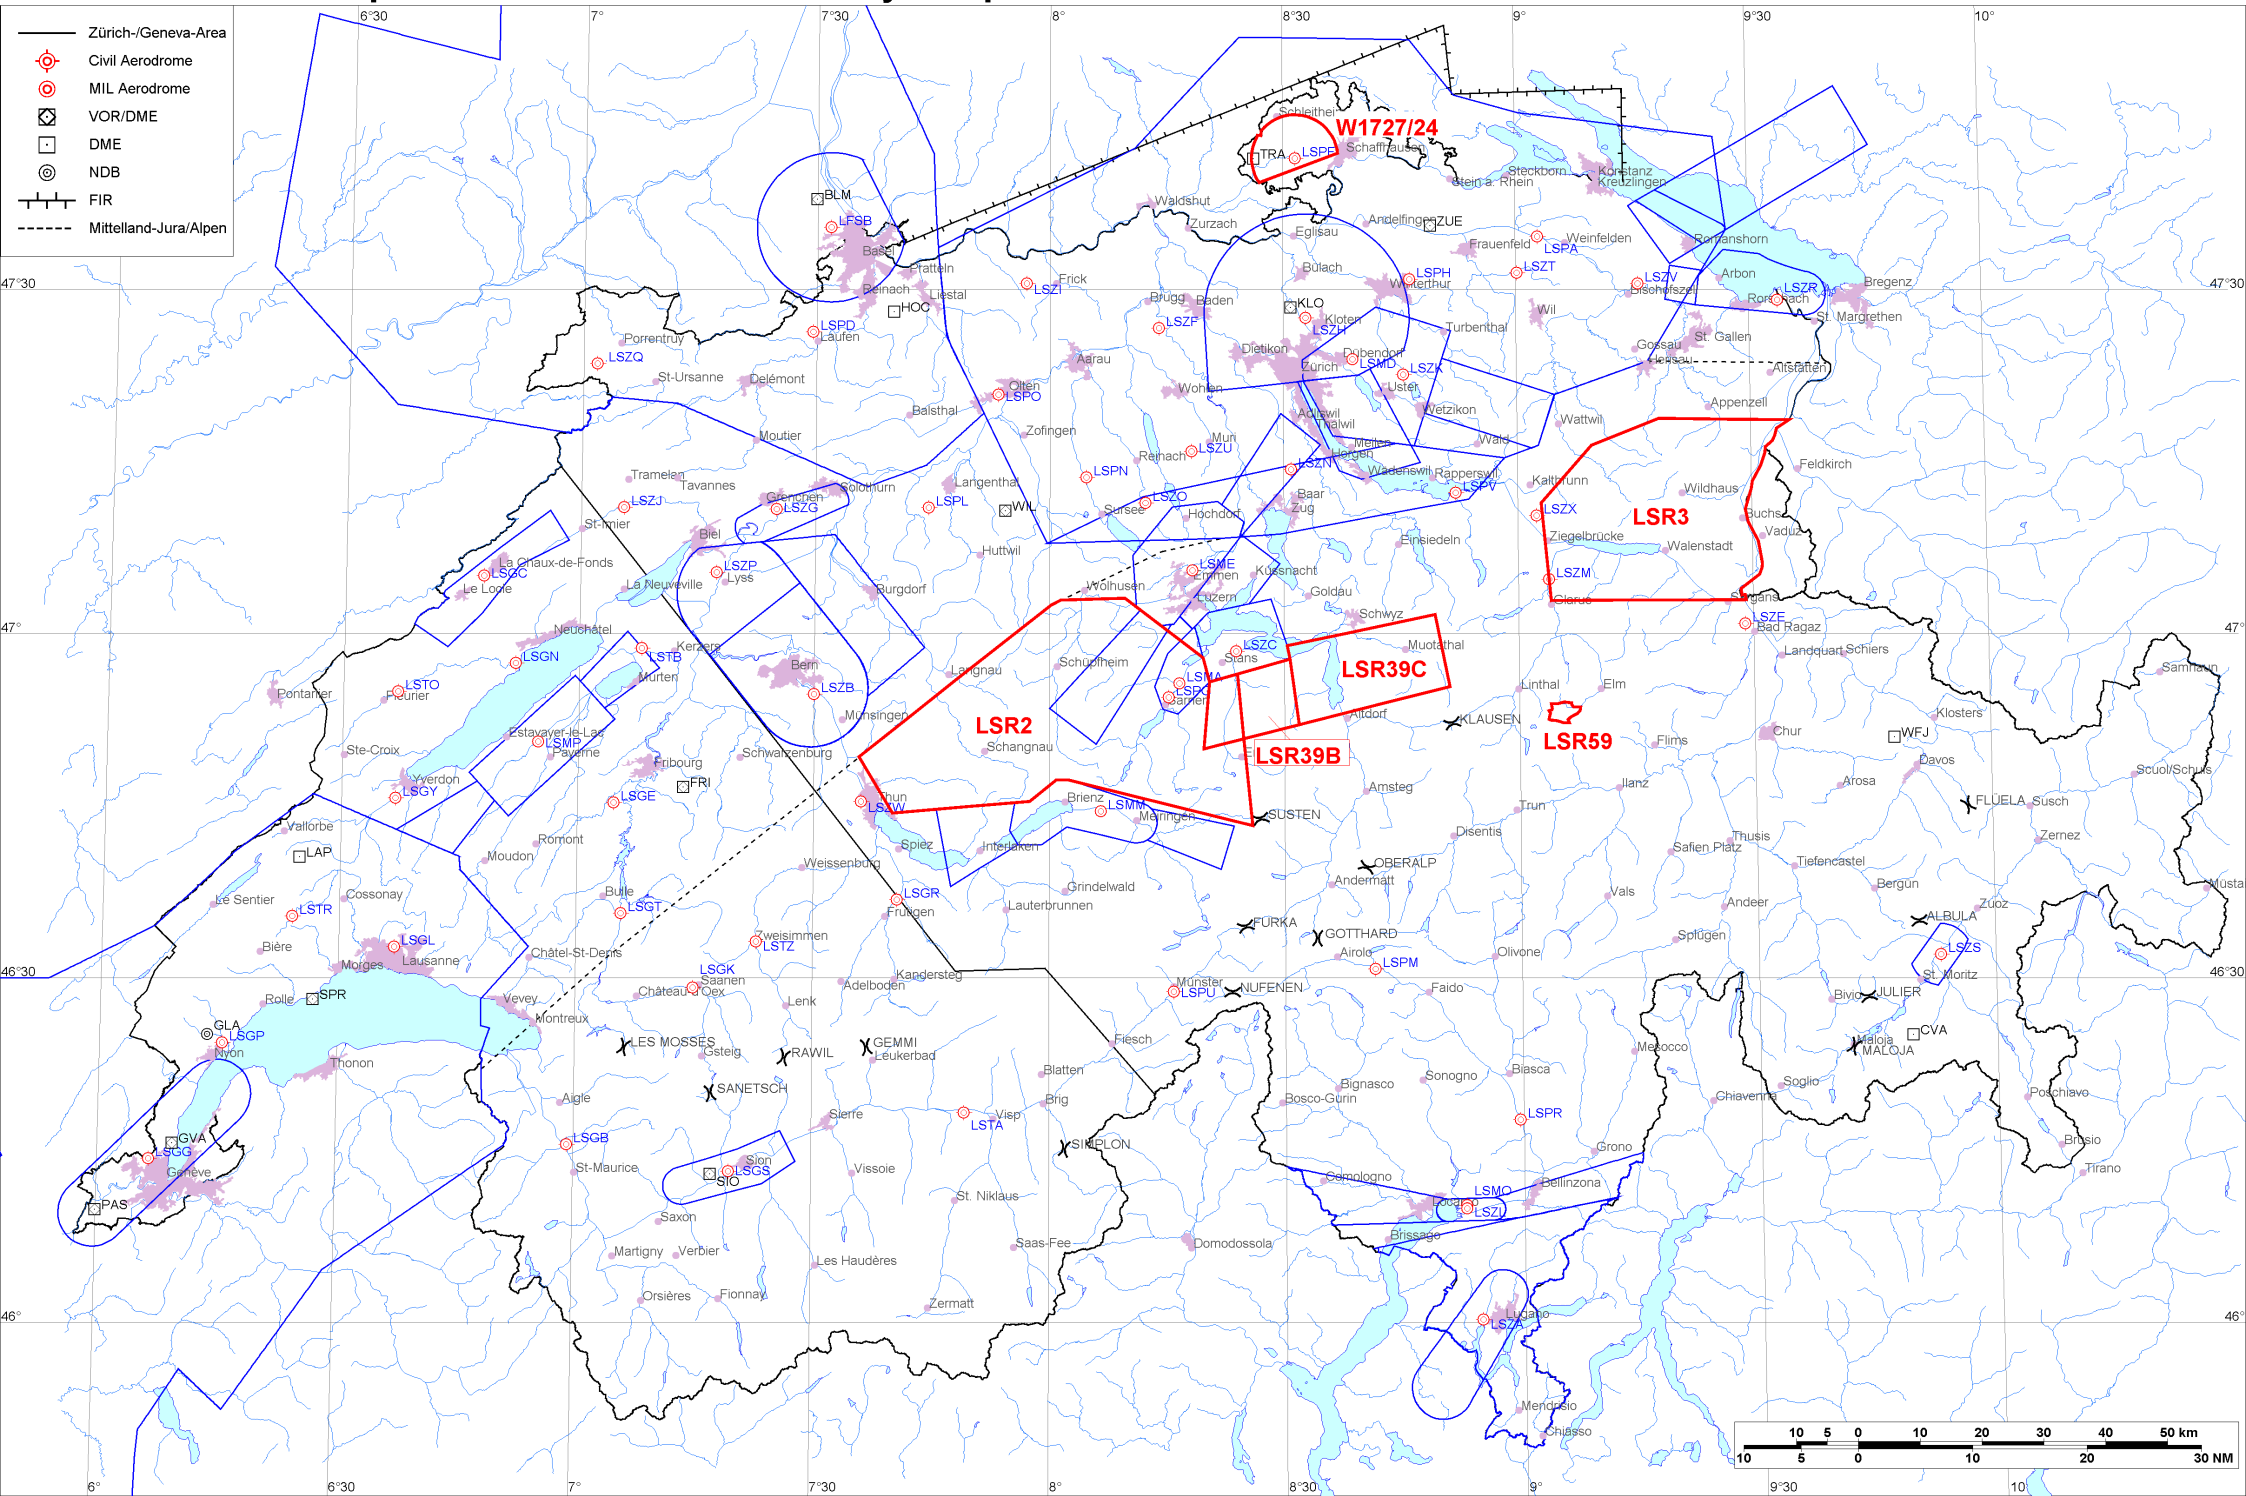 6°30
7°
7°30
8°
8°30
9°
9°30
10°
Zürich-/Geneva-Area
Civil Aerodrome
MIL Aerodrome
VOR/DME
DME
NDB
FIR
Mittelland-Jura/Alpen
W1727/24
TRA
Schaffhausen
Steckborn
Konstanz
Kreuzlingen
Stein a. Rhein
BLM
Waldshut
LFSB
Zurzach
Eglisau
Andelfingen
ZUE
LSPA
Weinfelden
Romanshorn
Basel
Frauenfeld
Pratteln
Bülach
LSPH
LSZT
LSZV
Arbon
47°30
LSZI
Frick
Reinach
Liestal
Winterthur
Bischofszell
LSZR
Bregenz
47°30
HOC
Brugg
Baden
KLO
Wil
Rorschach
LSPD
Laufen
LSZF
LSZH
Kloten
Turbenthal
St. Margrethen
Porrentruy
LSZQ
Aarau
Dietikon
Zürich
Dübendorf
LSMD
LSZK
Gossau
St. Gallen
Herisau
Altstätten
St-Ursanne
Delémont
Olten
LSPO
Wohlen
Uster
Appenzell
Balsthal
Adliswil
Thalwil
Wetzikon
Wattwil
Moutier
Zofingen
Muri
LSZU
Meilen
Wald
Reinach
Horgen
Tramelan
Tavannes
LSPN
LSZN
Wädenswil
Rapperswil
Kaltbrunn
Feldkirch
Grenchen
Solothurn
Langenthal
LSPV
Wildhaus
LSZJ
LSZG
LSPL
WIL
LSZO
Baar
Zug
LSZX
LSR3
Buchs
St-Imier
Sursee
Hochdorf
Biel
Ziegelbrücke
Vaduz
Huttwil
Einsiedeln
Walenstadt
La Chaux-de-Fonds
LSGC
LSZP
Lyss
LSME
Emmen
Küssnacht
LSZM
Le Locle
La Neuveville
Burgdorf
Wolhusen
Luzern
Goldau
Glarus
Sargans
Schwyz
LSZE
Bad Ragaz
Neuchâtel
47°
47°
Kerzers
LSTB
LSGN
Muotathal
LSZC
Stans
Landquart
Schiers
Bern
Langnau
Schüpfheim
LSR39C
Samnaun
Pontarlier
LSTO
Fleurier
Murten
LSZB
LSMA
LSPG
Sarnen
Linthal
Elm
Münsingen
Altdorf
KLAUSEN
Klosters
LSR2
LSR59
Estavayer-le-Lac
LSMP
Payerne
Ste-Croix
Schwarzenburg
Schangnau
LSR39B
Flims
Chur
WFJ
Fribourg
Davos
Yverdon
LSGY
FRI
Amsteg
Ilanz
Arosa
Scuol/Schuls
LSGE
Thun
LSZW
Brienz
LSMM
Meiringen
SUSTEN
Trun
FLÜELA
Susch
Vallorbe
Romont
Disentis
Thusis
Zernez
LAP
Moudon
Spiez
Interlaken
Safien Platz
Weissenburg
OBERALP
Tiefencastel
Cossonay
Bulle
LSGR
Grindelwald
Andermatt
Vals
Bergün
Le Sentier
LSTR
LSGT
Frutigen
Lauterbrunnen
FURKA
Andeer
ALBULA
Zuoz
Bière
LSGL
Zweisimmen
LSTZ
GOTTHARD
Splügen
Morges
Lausanne
Châtel-St-Denis
Airolo
Olivone
LSZS
46°30
LSGK
Saanen
Kandersteg
LSPM
St. Moritz
46°30
Adelboden
Münster
LSPU
NUFENEN
Faido
Rolle
SPR
Vevey
Château-d'Oex
Lenk
Bivio
JULIER
GLA
LSGP
Nyon
Montreux
LES MOSSES
Gsteig
RAWIL
GEMMI
Leukerbad
Fiesch
Mesocco
Maloja
MALOJA
CVA
Thonon
SANETSCH
Blatten
Bignasco
Sonogno
Biasca
Soglio
Aigle
Brig
Bosco-Gurin
Chiavenna
Poschiavo
Sierre
LSTA
Visp
LSPR
GVA
LSGG
LSGB
SIMPLON
Grono
Brusio
Genève
St-Maurice
Sion
LSGS
SIO
Vissoie
Comologno
Tirano
PAS
St. Niklaus
LSMO
LSZL
Bellinzona
Saxon
Brissago
Martigny
Verbier
Les Haudères
Saas-Fee
Domodossola
Orsières
Fionnay
Zermatt
46°
Lugano
LSZA
46°
Mendrisio
Chiasso
10 5 0 10 20 30 40 50 km
10 5 0 10 20 30 NM
6°
6°30
7°
7°30
8°
8°30
9°
9°30
10